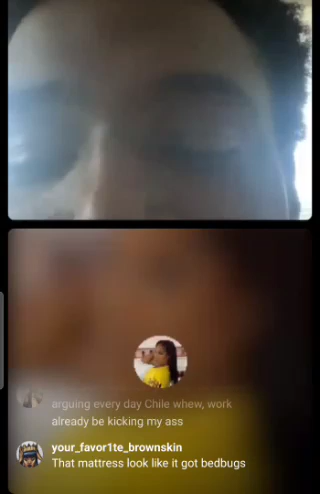 arguing every day Chile whew, work
already be kicking my ass
your_favor1te_brownskin
That mattress look like it got bedbugs